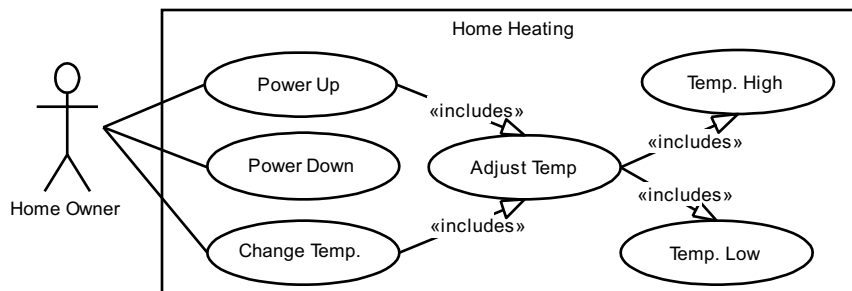 Home Heating
Power Up
Temp. High
«includes»
«includes»
Power Down
Adjust Temp
Home Owner
«includes»
«includes»
Change Temp.
Temp. Low